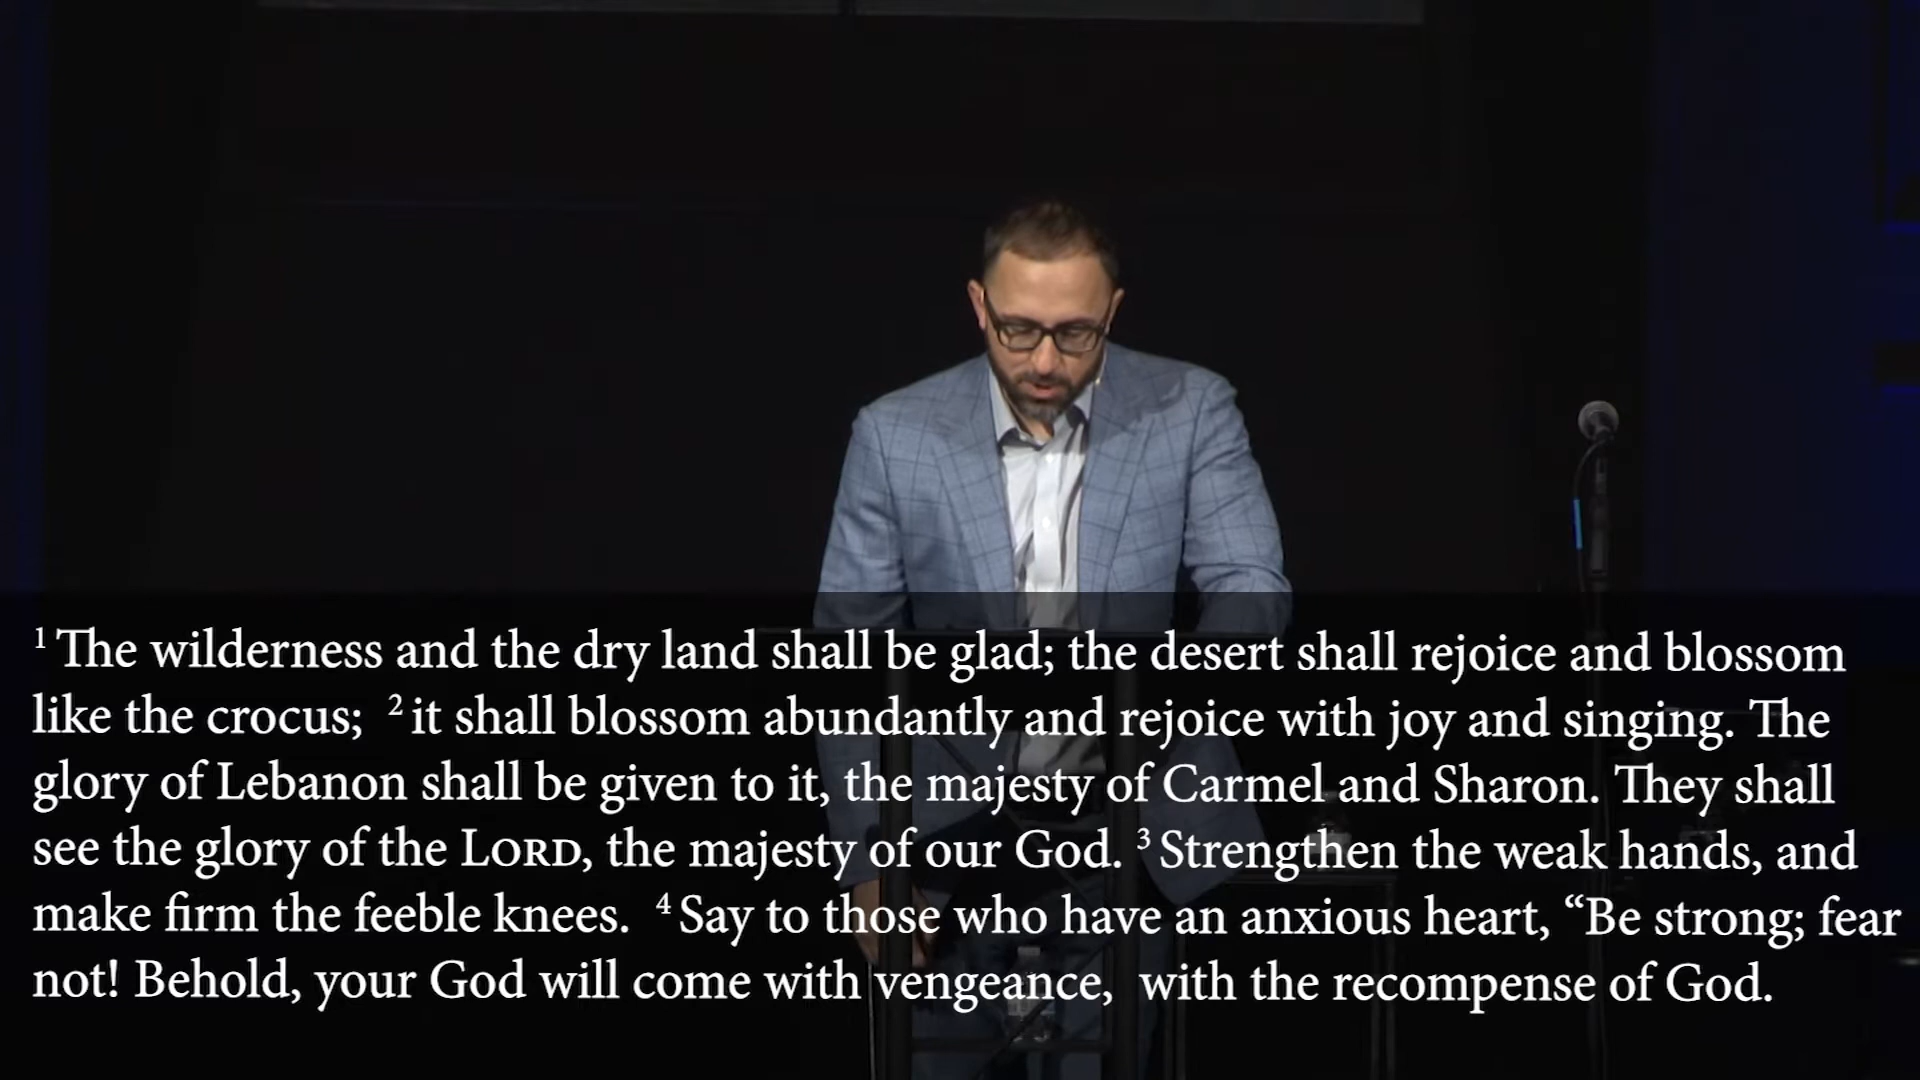 1 The wilderness and the dry land shall be glad; the desert shall rejoice and blossom
like the crocus; 2 it shall blossom abundantly and rejoice with joy and singing. The
glory of Lebanon shall be given to it, the majesty of Carmel and Sharon. They shall
see the glory of the LORD, the majesty of our God. 3 Strengthen the weak hands, and
make firm the feeble knees. 4 Say to those who have an anxious heart, “Be strong; fear
not! Behold, your God will come with vengeance, with the recompense of God.